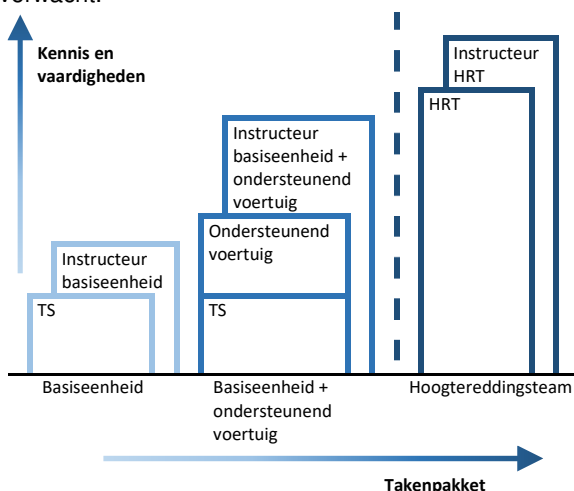 verwacht.
Kennis en
vaardigheden
Instructeur
HRT
HRT
Instructeur
basiseenheid +
ondersteunend
voertuig
Ondersteunend
voertuig
Instructeur
basiseenheid
TS
TS
Basiseenheid
Basiseenheid +
ondersteunend
voertuig
Hoogtereddingsteam
Takenpakket